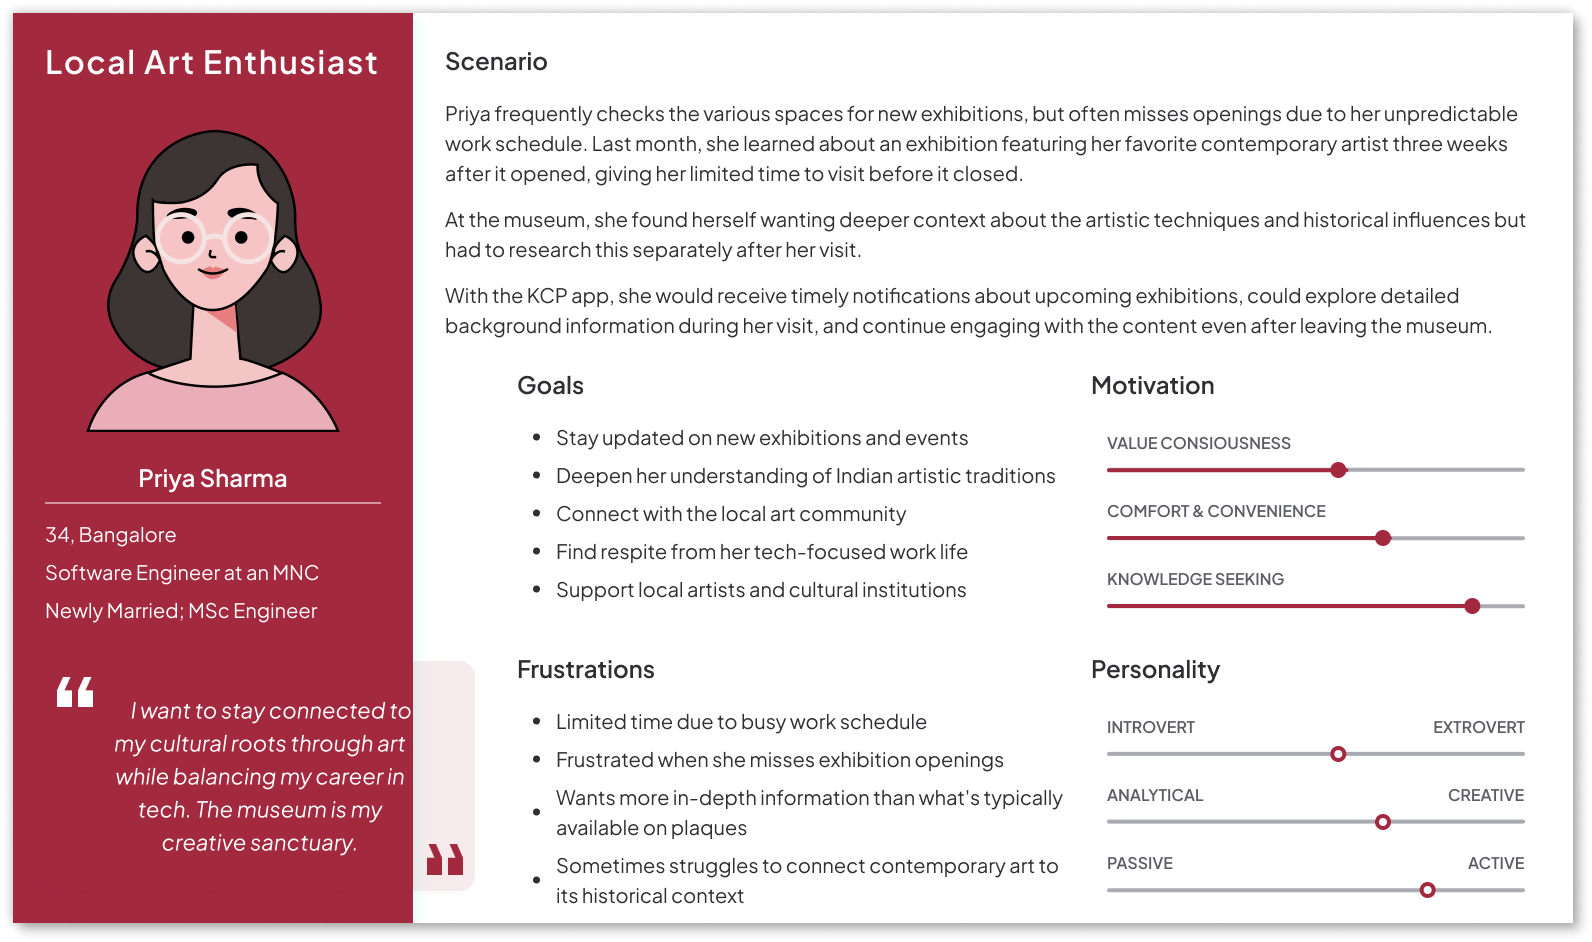 Local Art Enthusiast
Priya Sharma
34, Bangalore
Software Engineer at an MNC
Newly Married; MSc Engineer
“
I want to stay connected to
my cultural roots through art
while balancing my career in
tech. The museum is my
creative sanctuary.
"
Scenario
Priya frequently checks the various spaces for new exhibitions, but often misses openings due to her unpredictable
work schedule. Last month, she learned about an exhibition featuring her favorite contemporary artist three weeks
after it opened, giving her limited time to visit before it closed.
At the museum, she found herself wanting deeper context about the artistic techniques and historical influences but
had to research this separately after her visit.
With the KCP app, she would receive timely notifications about upcoming exhibitions, could explore detailed
background information during her visit, and continue engaging with the content even after leaving the museum.
Goals
• Stay updated on new exhibitions and events
• Deepen her understanding of Indian artistic traditions
• Connect with the local art community
• Find respite from her tech-focused work life
• Support local artists and cultural institutions
Motivation
VALUE CONSIOUSNESS
COMFORT & CONVENIENCE
KNOWLEDGE SEEKING
Frustrations
• Limited time due to busy work schedule
• Frustrated when she misses exhibition openings
• Wants more in-depth information than what's typically
available on plaques
• Sometimes struggles to connect contemporary art to
its historical context
Personality
INTROVERT EXTROVERT
ANALYTICAL CREATIVE
PASSIVE ACTIVE